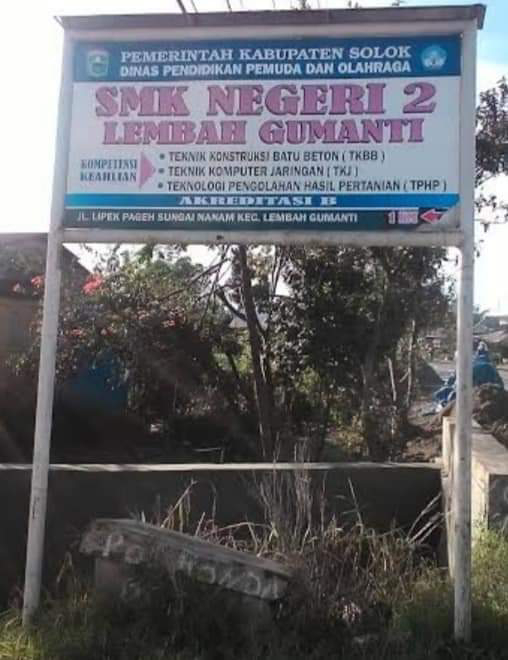 PEMERINTAH KABUPATEN SOLOK
DINAS PENDIDIKAN PEMUDA DAN OLAHRAGA
SMK NEGERI 2
LEMBAH GUMANTI
KOMPETENSI
KEAHLIAN
• TEKNIK KONSTRUKSI BATU BETON ( TKBB )
• TEKNIK KOMPUTER JARINGAN ( TKJ )
• TEKNOLOGI PENGOLAHAN HASIL PERTANIAN ( TPHP )
AKREDITASI B
JL. LIPEK PAGEH SUNGAI NANAM KEC. LEMBAH GUMANTI